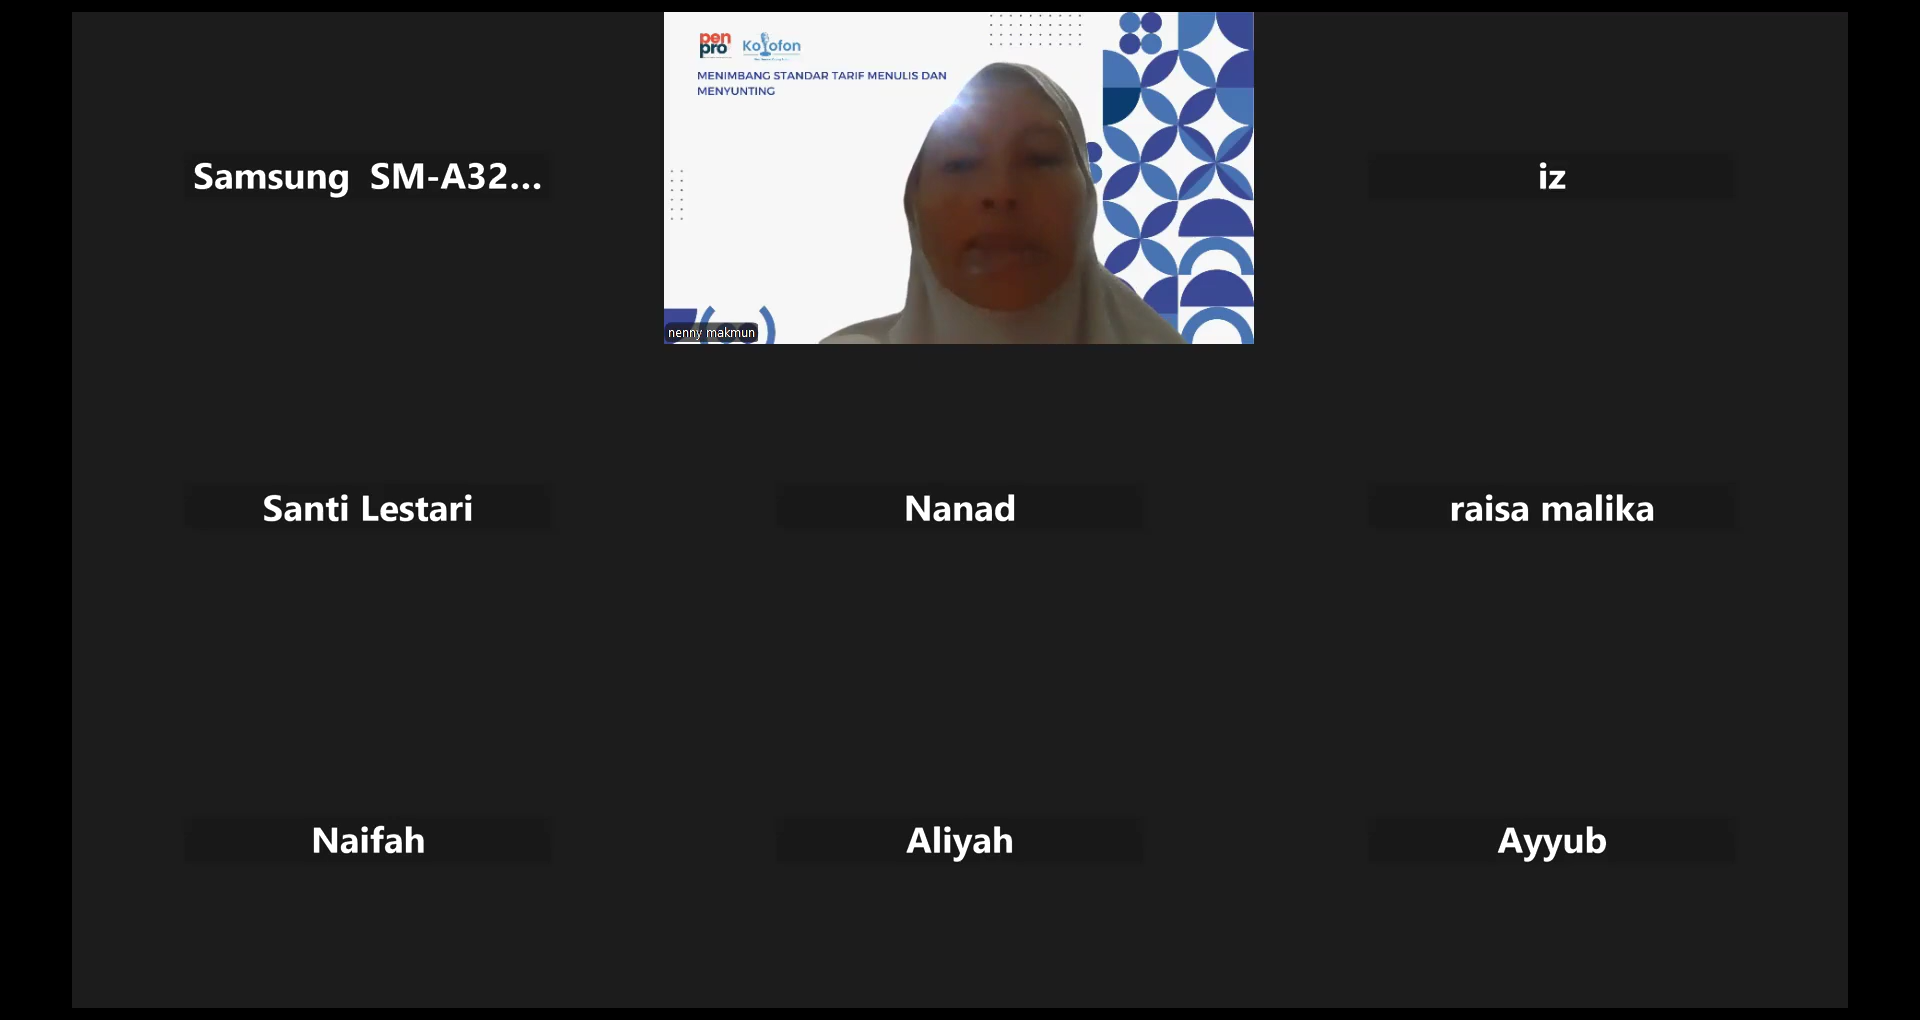 pen
pro
Kolofon
MENIMBANG STANDAR TARIF MENULIS DAN
MENYUNTING
nenny makmun
Samsung SM-A32...
iz
Santi Lestari
Nanad
raisa malika
Naifah
Aliyah
Ayyub